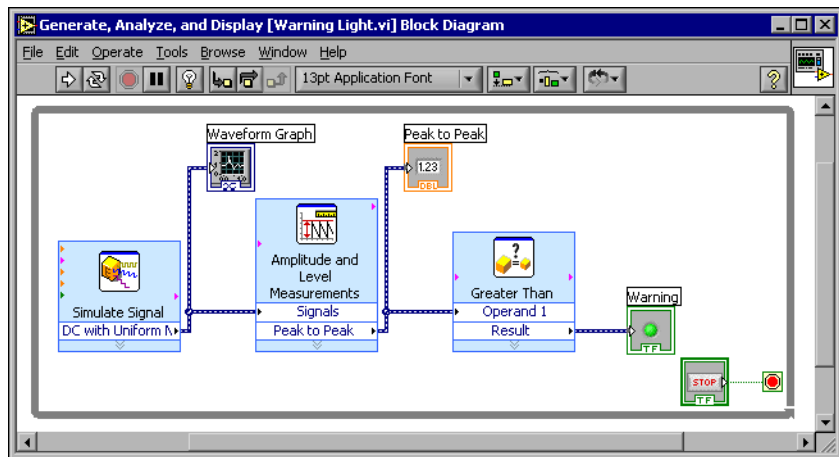 Generate, Analyze, and Display [Warning Light.vi] Block Diagram
File Edit Operate Tools Browse Window Help
13pt Application Font
?
Waveform Graph
Peak to Peak
1.23
DBL
Amplitude and
Level
Measurements
Signals
Peak to Peak
Simulate Signal
DC with Uniform N
?
Greater Than
Operand 1
Result
Warning
TF
STOP
TF